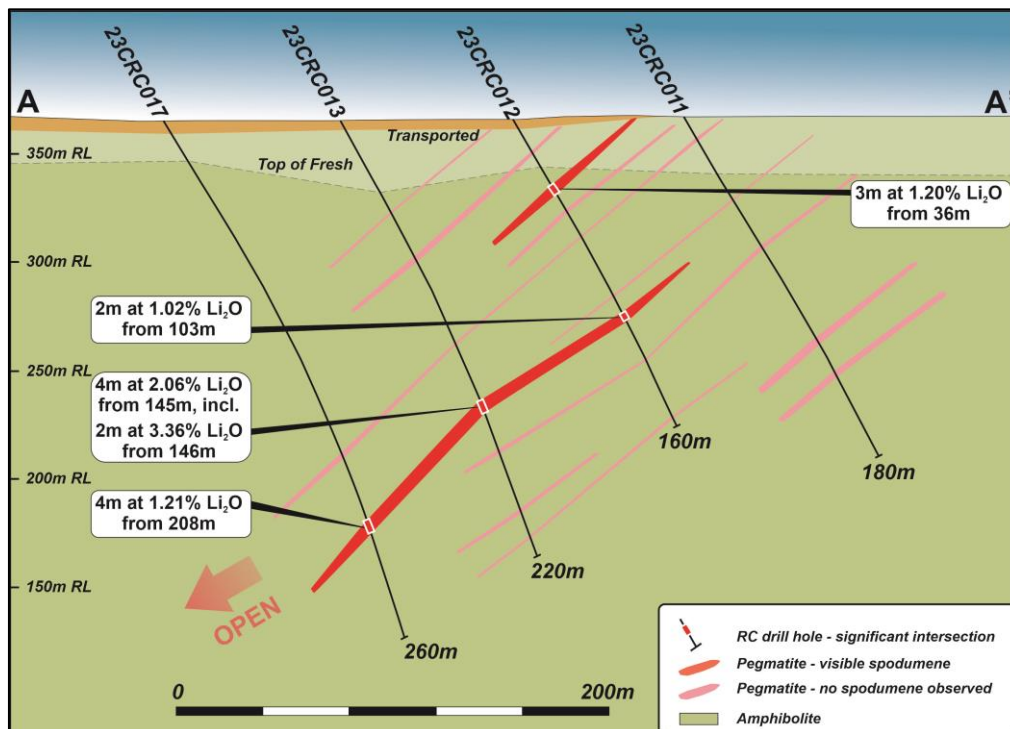 23CRC017
23CRC013
23CRC012
23CRC011
A
A'
Transported
Top of Fresh
350m RL
300m RL
250m RL
200m RL
150m RL
3m at 1.20% Li₂O
from 36m
2m at 1.02% Li₂O
from 103m
4m at 2.06% Li₂O
from 145m, incl.
2m at 3.36% Li₂O
from 146m
4m at 1.21% Li₂O
from 208m
160m
180m
220m
260m
OPEN
0
200m
RC drill hole - significant intersection
Pegmatite - visible spodumene
Pegmatite - no spodumene observed
Amphibolite